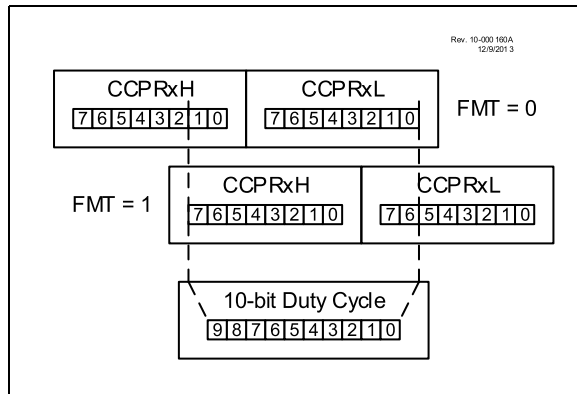 Rev. 10-000 160A
12/9/201 3
CCPRxH CCPRxL
7 6 5 4 3 2 1 0 7 6 5 4 3 2 1 0 FMT = 0
CCPRxH CCPRxL
FMT = 1 7 6 5 4 3 2 1 0 7 6 5 4 3 2 1 0
10-bit Duty Cycle
9 8 7 6 5 4 3 2 1 0